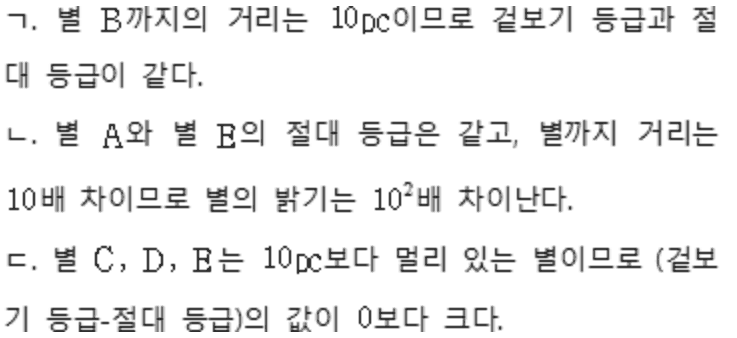 ㄱ. 별 B까지의 거리는 10pc이므로 겉보기 등급과 절
대 등급이 같다.
ㄴ. 별 A와 별 E의 절대 등급은 같고, 별까지 거리는
10배 차이므로 별의 밝기는 10²배 차이난다.
ㄷ. 별 C, D, E는 10pc보다 멀리 있는 별이므로 (겉보
기 등급-절대 등급)의 값이 0보다 크다.